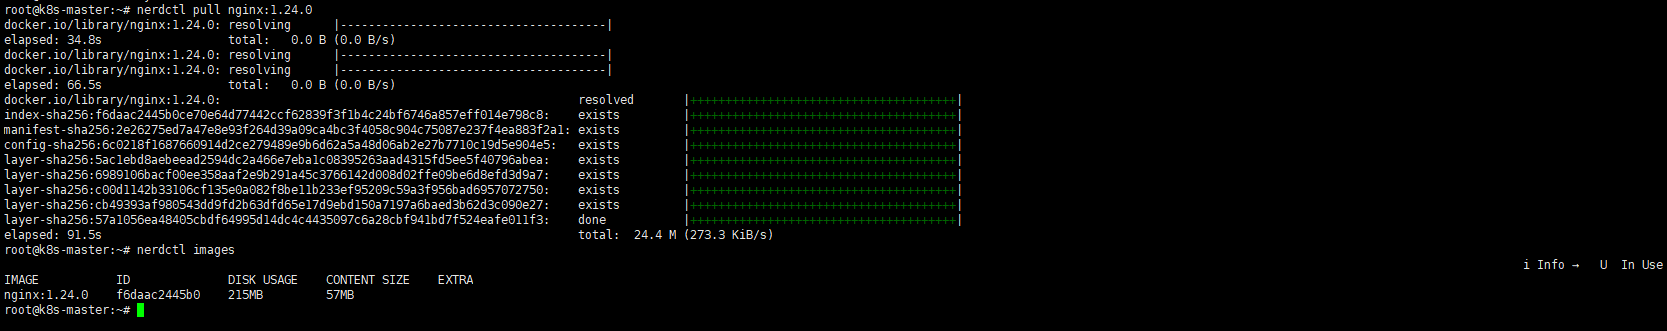 root@k8s-master:~# nerdctl pull nginx:1.24.0
docker.io/library/nginx:1.24.0: resolving |--------------------------------------|
elapsed: 34.8s total: 0.0 B (0.0 B/s)
docker.io/library/nginx:1.24.0: resolving |--------------------------------------|
docker.io/library/nginx:1.24.0: resolving |--------------------------------------|
elapsed: 66.5s total: 0.0 B (0.0 B/s)
docker.io/library/nginx:1.24.0: resolved |++++++++++++++++++++++++++++++++++++++|
index-sha256:f6daac2445b0ce70e64d77442ccf62839f3f1b4c24bf6746a857eff014e798c8: exists |++++++++++++++++++++++++++++++++++++++|
manifest-sha256:2e26275ed7a47e8e93f264d39a09ca4bc3f4058c904c75087e237f4ea883f2a1: exists |++++++++++++++++++++++++++++++++++++++|
config-sha256:6c0218f1687660914d2ce279489e9b6d62a5a48d06ab2e27b7710c19d5e904e5: exists |++++++++++++++++++++++++++++++++++++++|
layer-sha256:5ac1ebd8aebeead2594dc2a466e7eba1c08395263aad4315fd5ee5f40796abea: exists |++++++++++++++++++++++++++++++++++++++|
layer-sha256:6989106bacf00ee358aaf2e9b291a45c3766142d008d02ffe09be6d8efd3d9a7: exists |++++++++++++++++++++++++++++++++++++++|
layer-sha256:c00d1142b33106cf135e0a082f8be11b233ef95209c59a3f956bad6957072750: exists |++++++++++++++++++++++++++++++++++++++|
layer-sha256:cb49393af980543dd9fd2b63dfd65e17d9ebd150a7197a6baed3b62d3c090e27: exists |++++++++++++++++++++++++++++++++++++++|
layer-sha256:57a1056ea48405cbdf64995d14dc4c4435097c6a28cbf941bd7f524eafe011f3: done |++++++++++++++++++++++++++++++++++++++|
elapsed: 91.5s total: 24.4 M (273.3 KiB/s)
root@k8s-master:~# nerdctl images
i Info → U In Use
IMAGE ID DISK USAGE CONTENT SIZE EXTRA
nginx:1.24.0 f6daac2445b0 215MB 57MB
root@k8s-master:~#